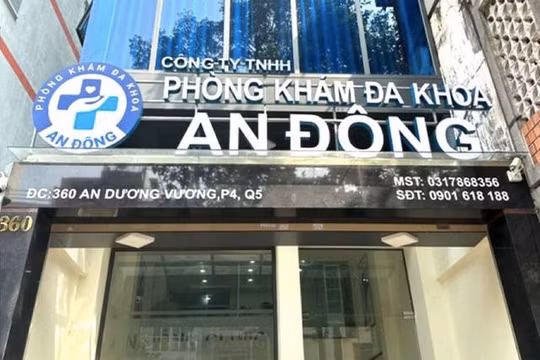 CÔNG TY TNHH
PHÒNG KHÁM ĐA KHOA
AN ĐÔNG
PHÒNG KHÁM ĐA KHOA
AN ĐÔNG
ĐC:360 AN DƯƠNG VƯƠNG,P4, Q5
MST: 0317868356
SĐT: 0901 618 188
360